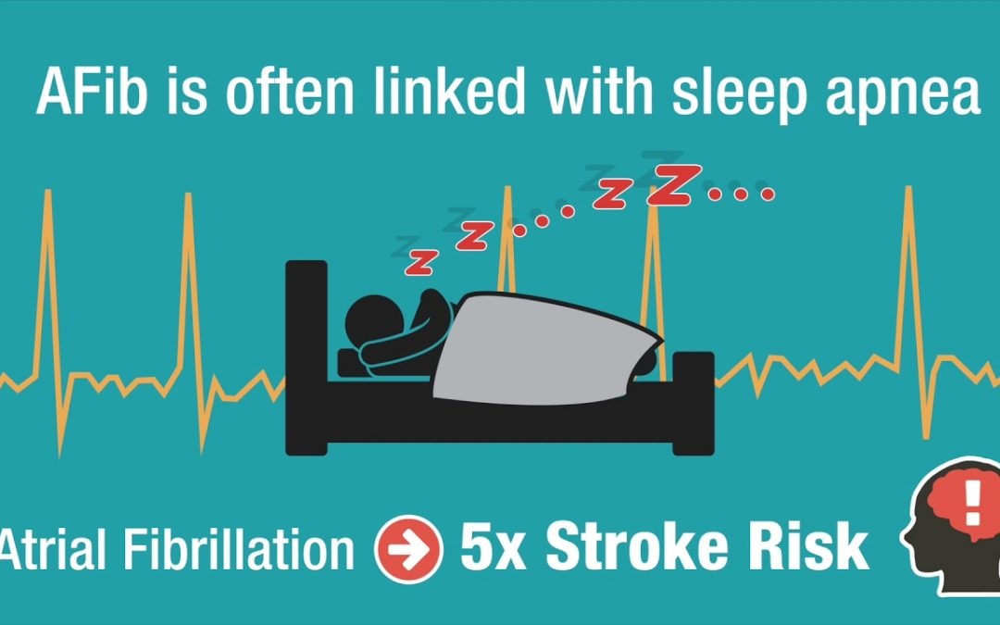 AFib is often linked with sleep apnea
z z ... z z ...
Atrial Fibrillation → 5x Stroke Risk
!